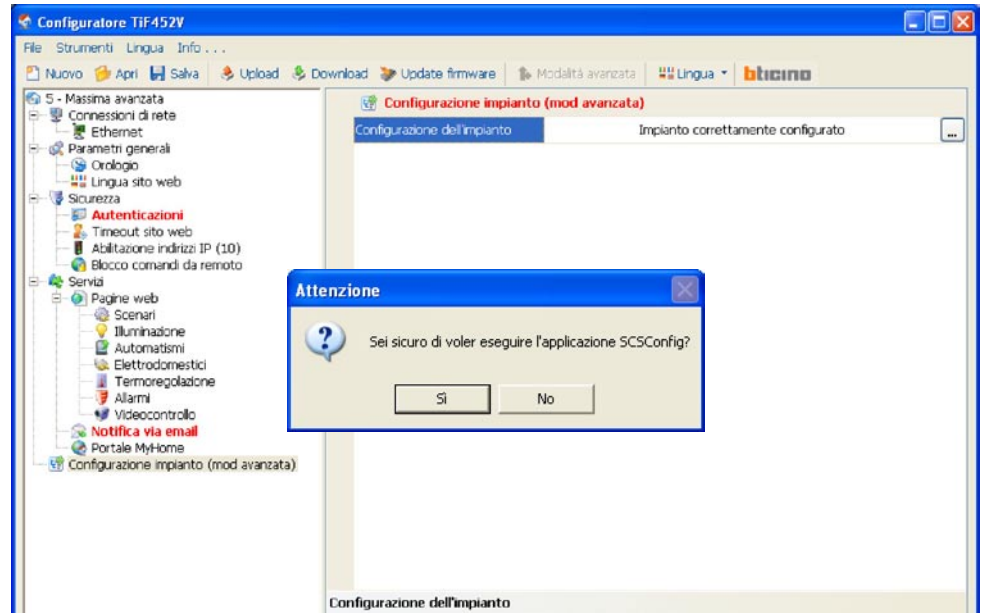 Configuratore TiF452V
File Strumenti Lingua Info . . .
Nuovo Apri Salva Upload Download Update firmware Modalità avanzata Lingua bticino
5 - Massima avanzata
Connessioni di rete
Ethernet
Parametri generali
Orologio
Lingua sito web
Sicurezza
Autenticazioni
Timeout sito web
Abilitazione indirizzi IP (10)
Blocco comandi da remoto
Servizi
Pagine web
Scenari
Illuminazione
Automatismi
Elettrodomestici
Termoregolazione
Allarmi
Videocontrollo
Notifica via email
Portale MyHome
Configurazione impianto (mod avanzata)
Configurazione impianto (mod avanzata)
Configurazione dell'impianto Impianto correttamente configurato ...
Attenzione
Sei sicuro di voler eseguire l'applicazione SCSConfig?
Sì No
Configurazione dell'impianto